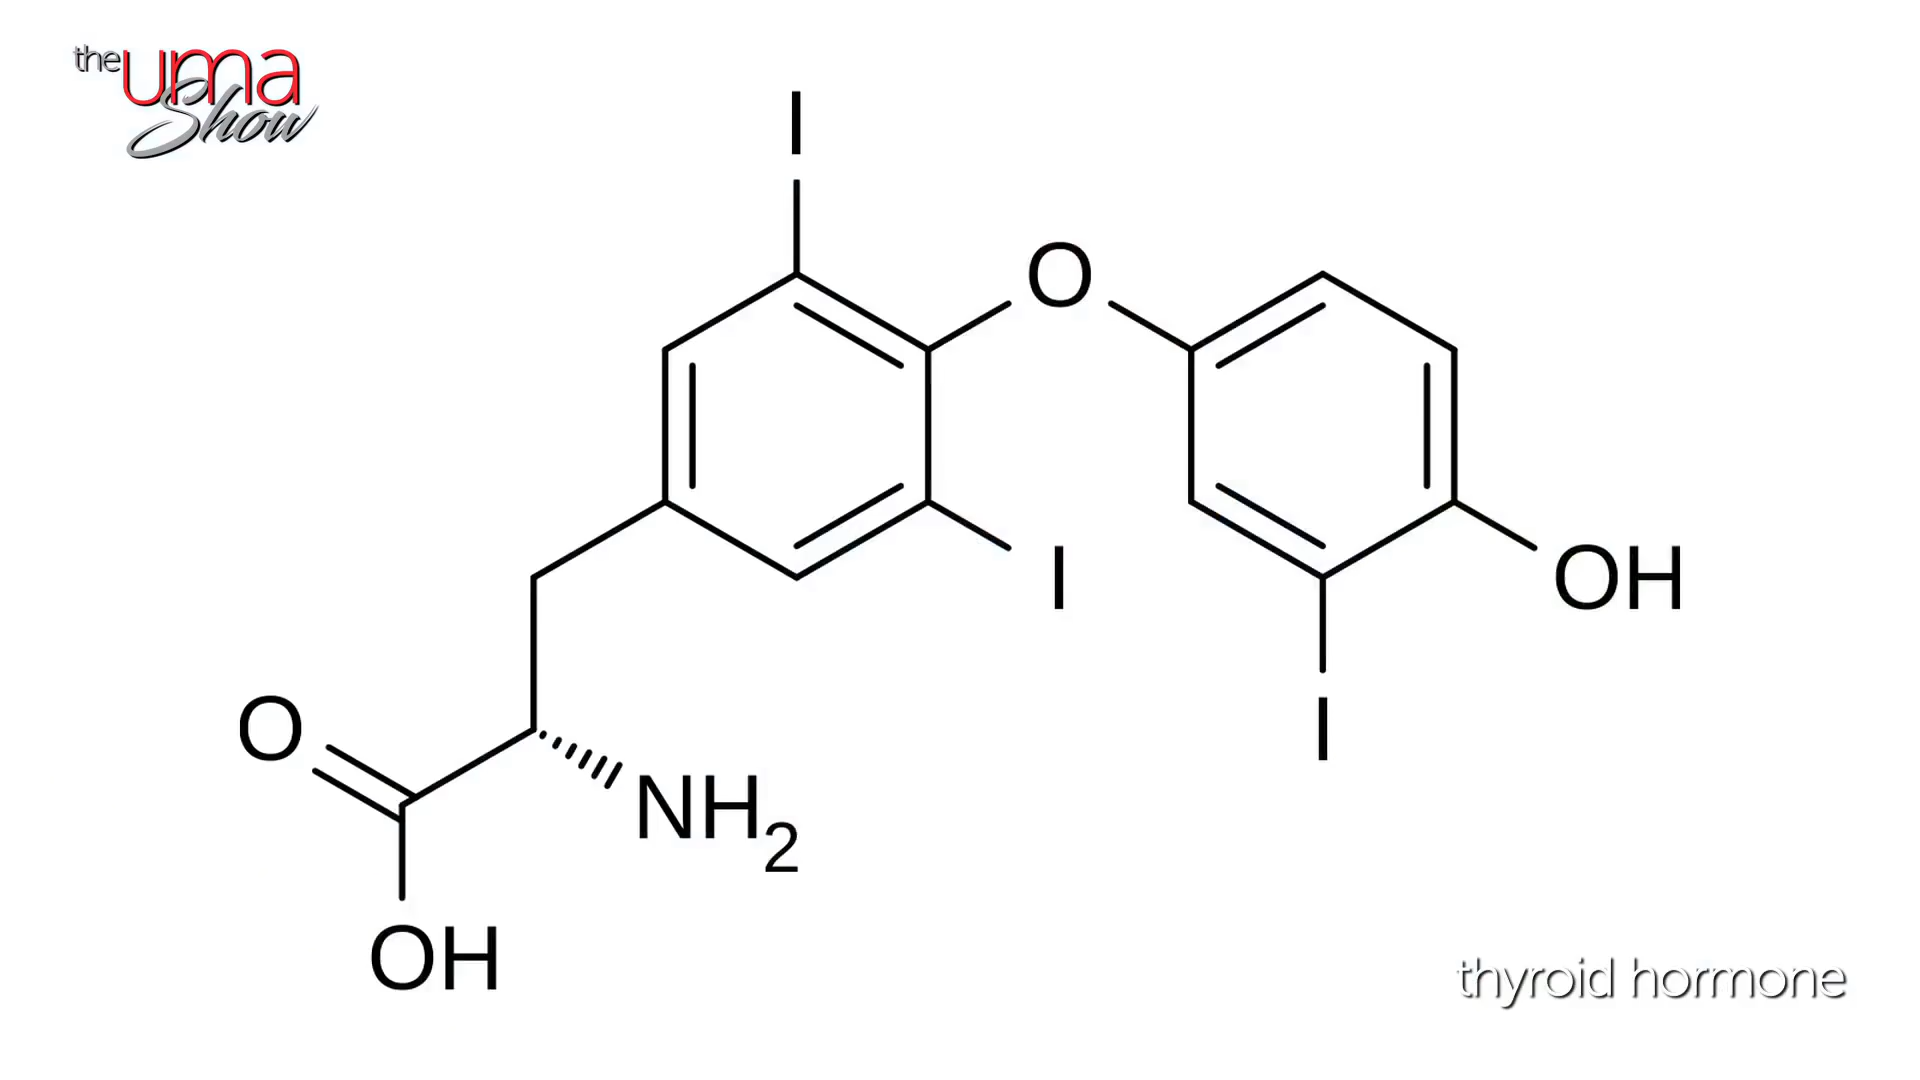 the uma
Show
I
O
I
OH
I
O
NH2
OH
thyroid hormone